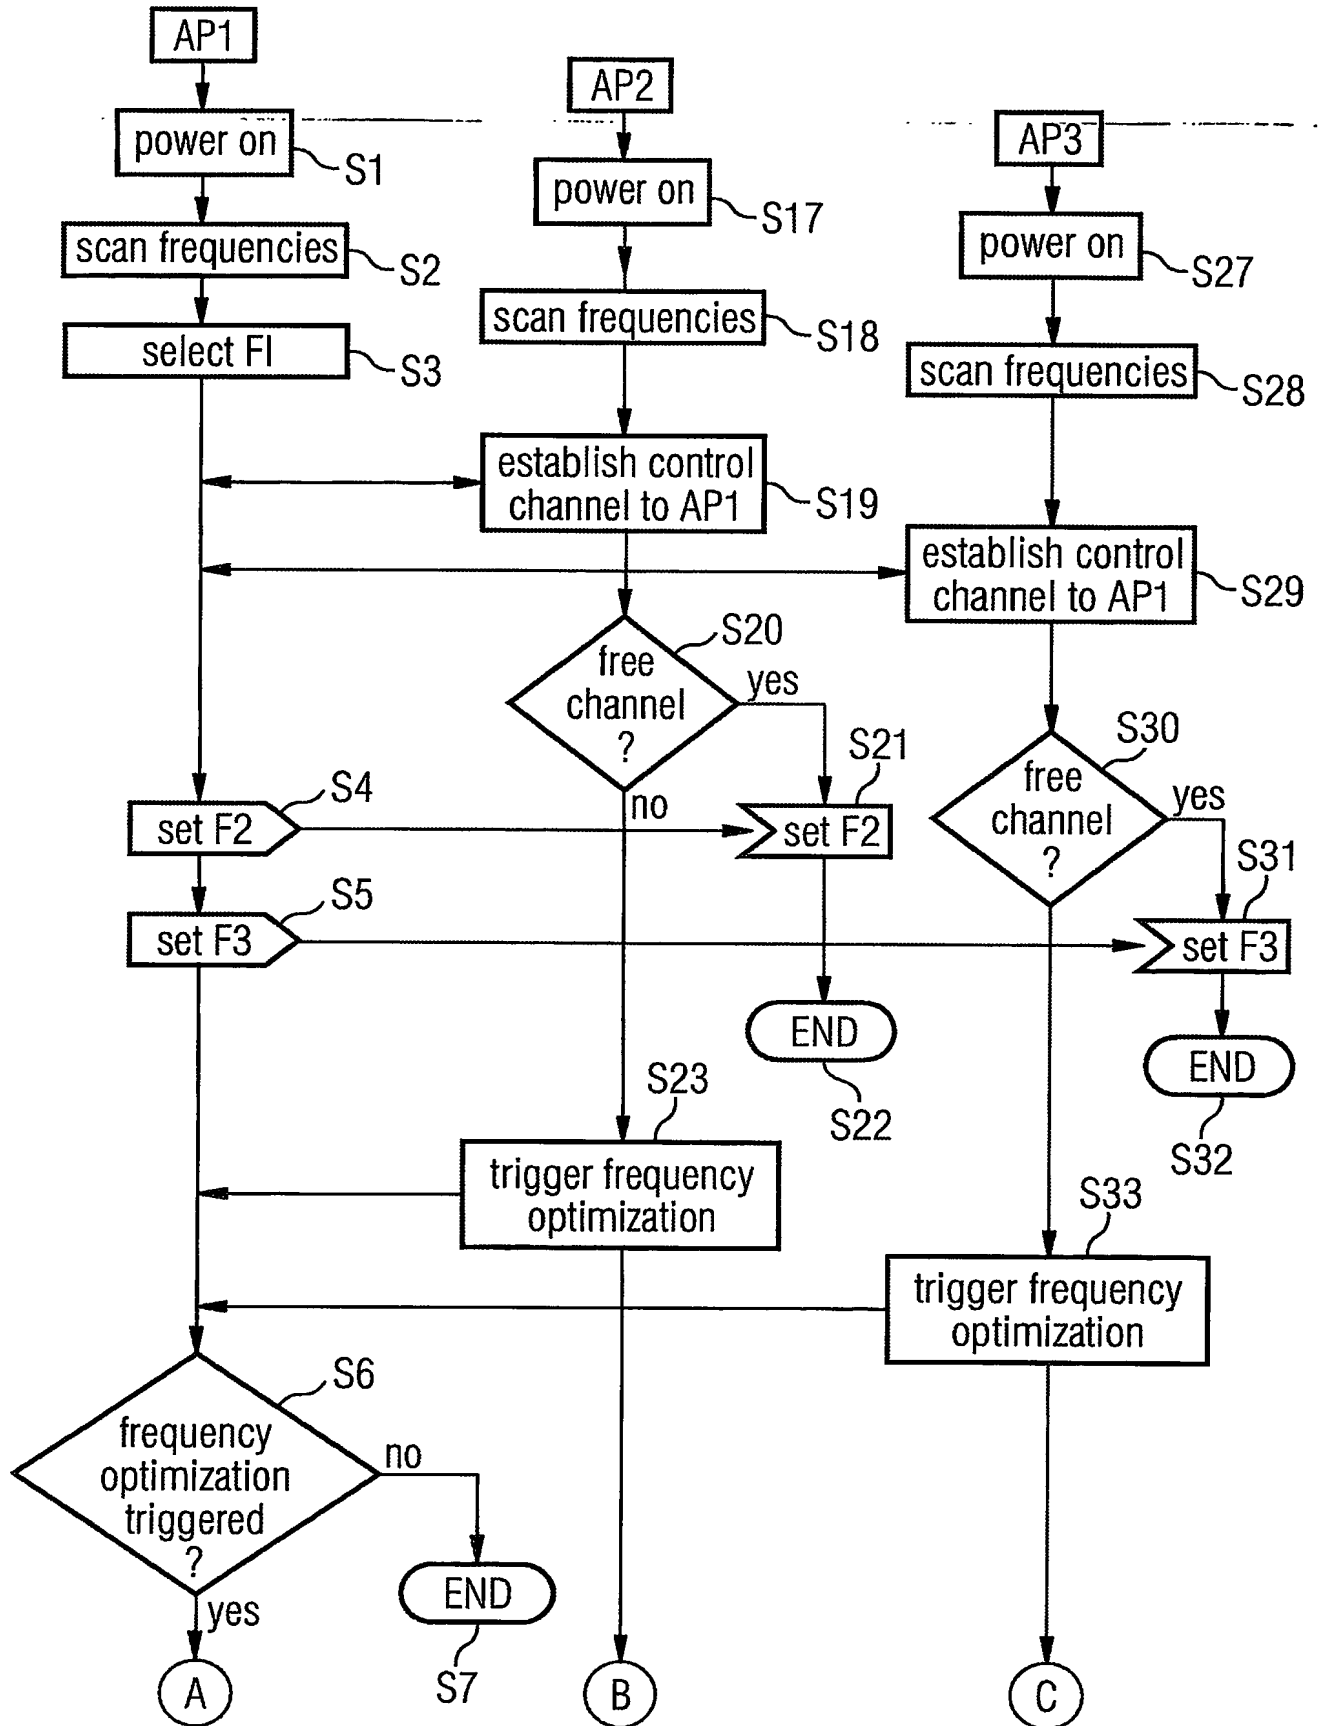 AP1
power on
S1
scan frequencies
S2
select FI
S3
AP2
power on
S17
scan frequencies
S18
establish control
channel to AP1
S19
AP3
power on
S27
scan frequencies
S28
establish control
channel to AP1
S29
S20
free
channel
?
yes
no
S21
set F2
S30
free
channel
?
yes
S31
set F3
S4
set F2
S5
set F3
END
S22
END
S32
S23
trigger frequency
optimization
S33
trigger frequency
optimization
S6
frequency
optimization
triggered
?
no
yes
END
S7
A
B
C